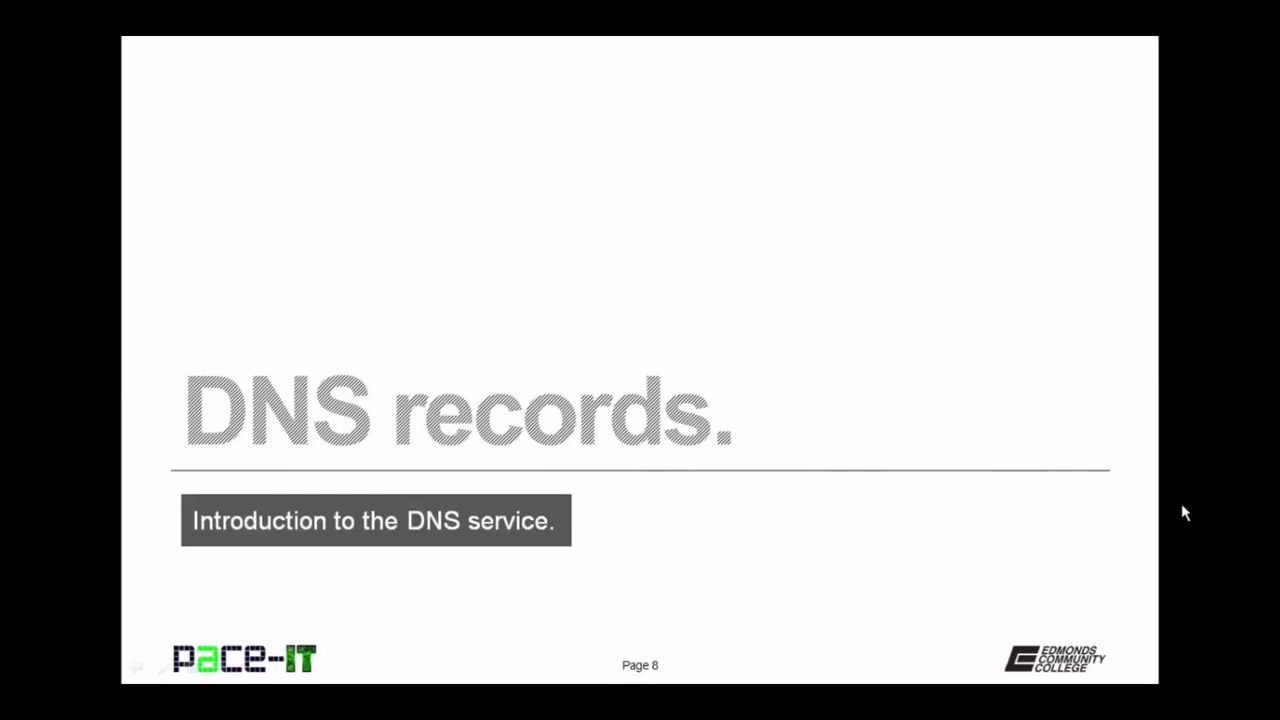 DNS records.
Introduction to the DNS service.
pace-IT
Page 8
EDMONDS
COMMUNITY
COLLEGE